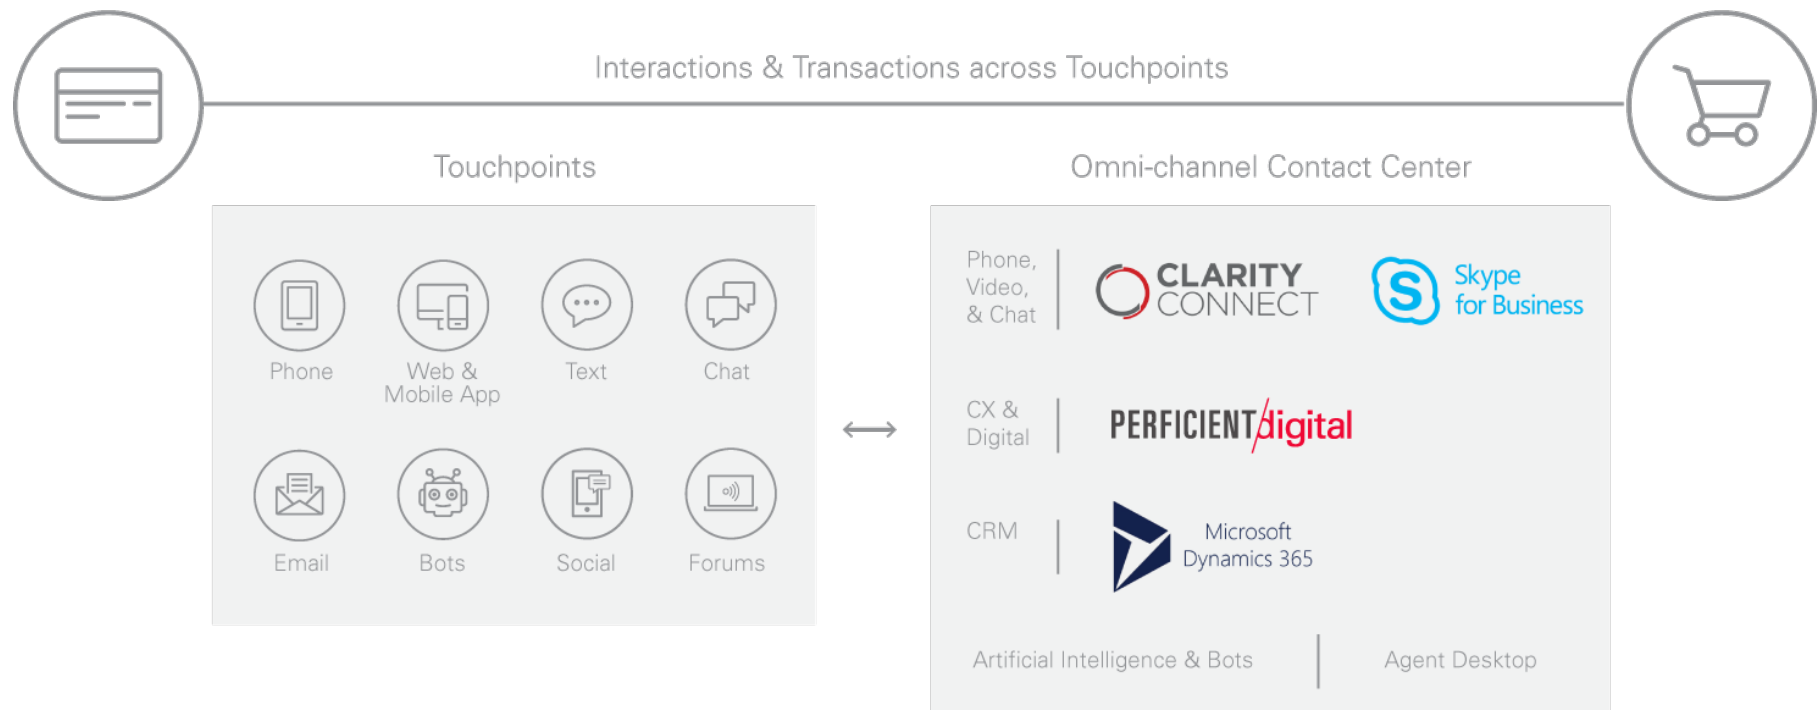 Interactions & Transactions across Touchpoints
Touchpoints
Phone
Web &
Mobile App
Text
Chat
Email
Bots
Social
Forums
Omni-channel Contact Center
Phone,
Video,
& Chat
CLARITY
CONNECT
S
Skype
for Business
CX &
Digital
PERFICIENT/digital
CRM
Microsoft
Dynamics 365
Artificial Intelligence & Bots
Agent Desktop